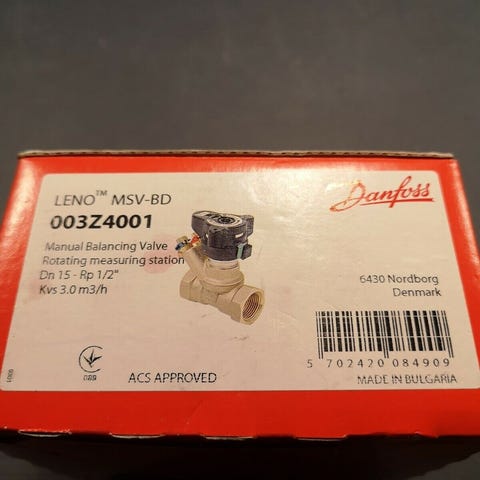 LENO™ MSV-BD
003Z4001
Manual Balancing Valve
Rotating measuring station
Dn 15 - Rp 1/2"
Kvs 3.0 m3/h
Danfoss
6430 Nordborg
Denmark
5 702420 084909
ACS APPROVED
MADE IN BULGARIA